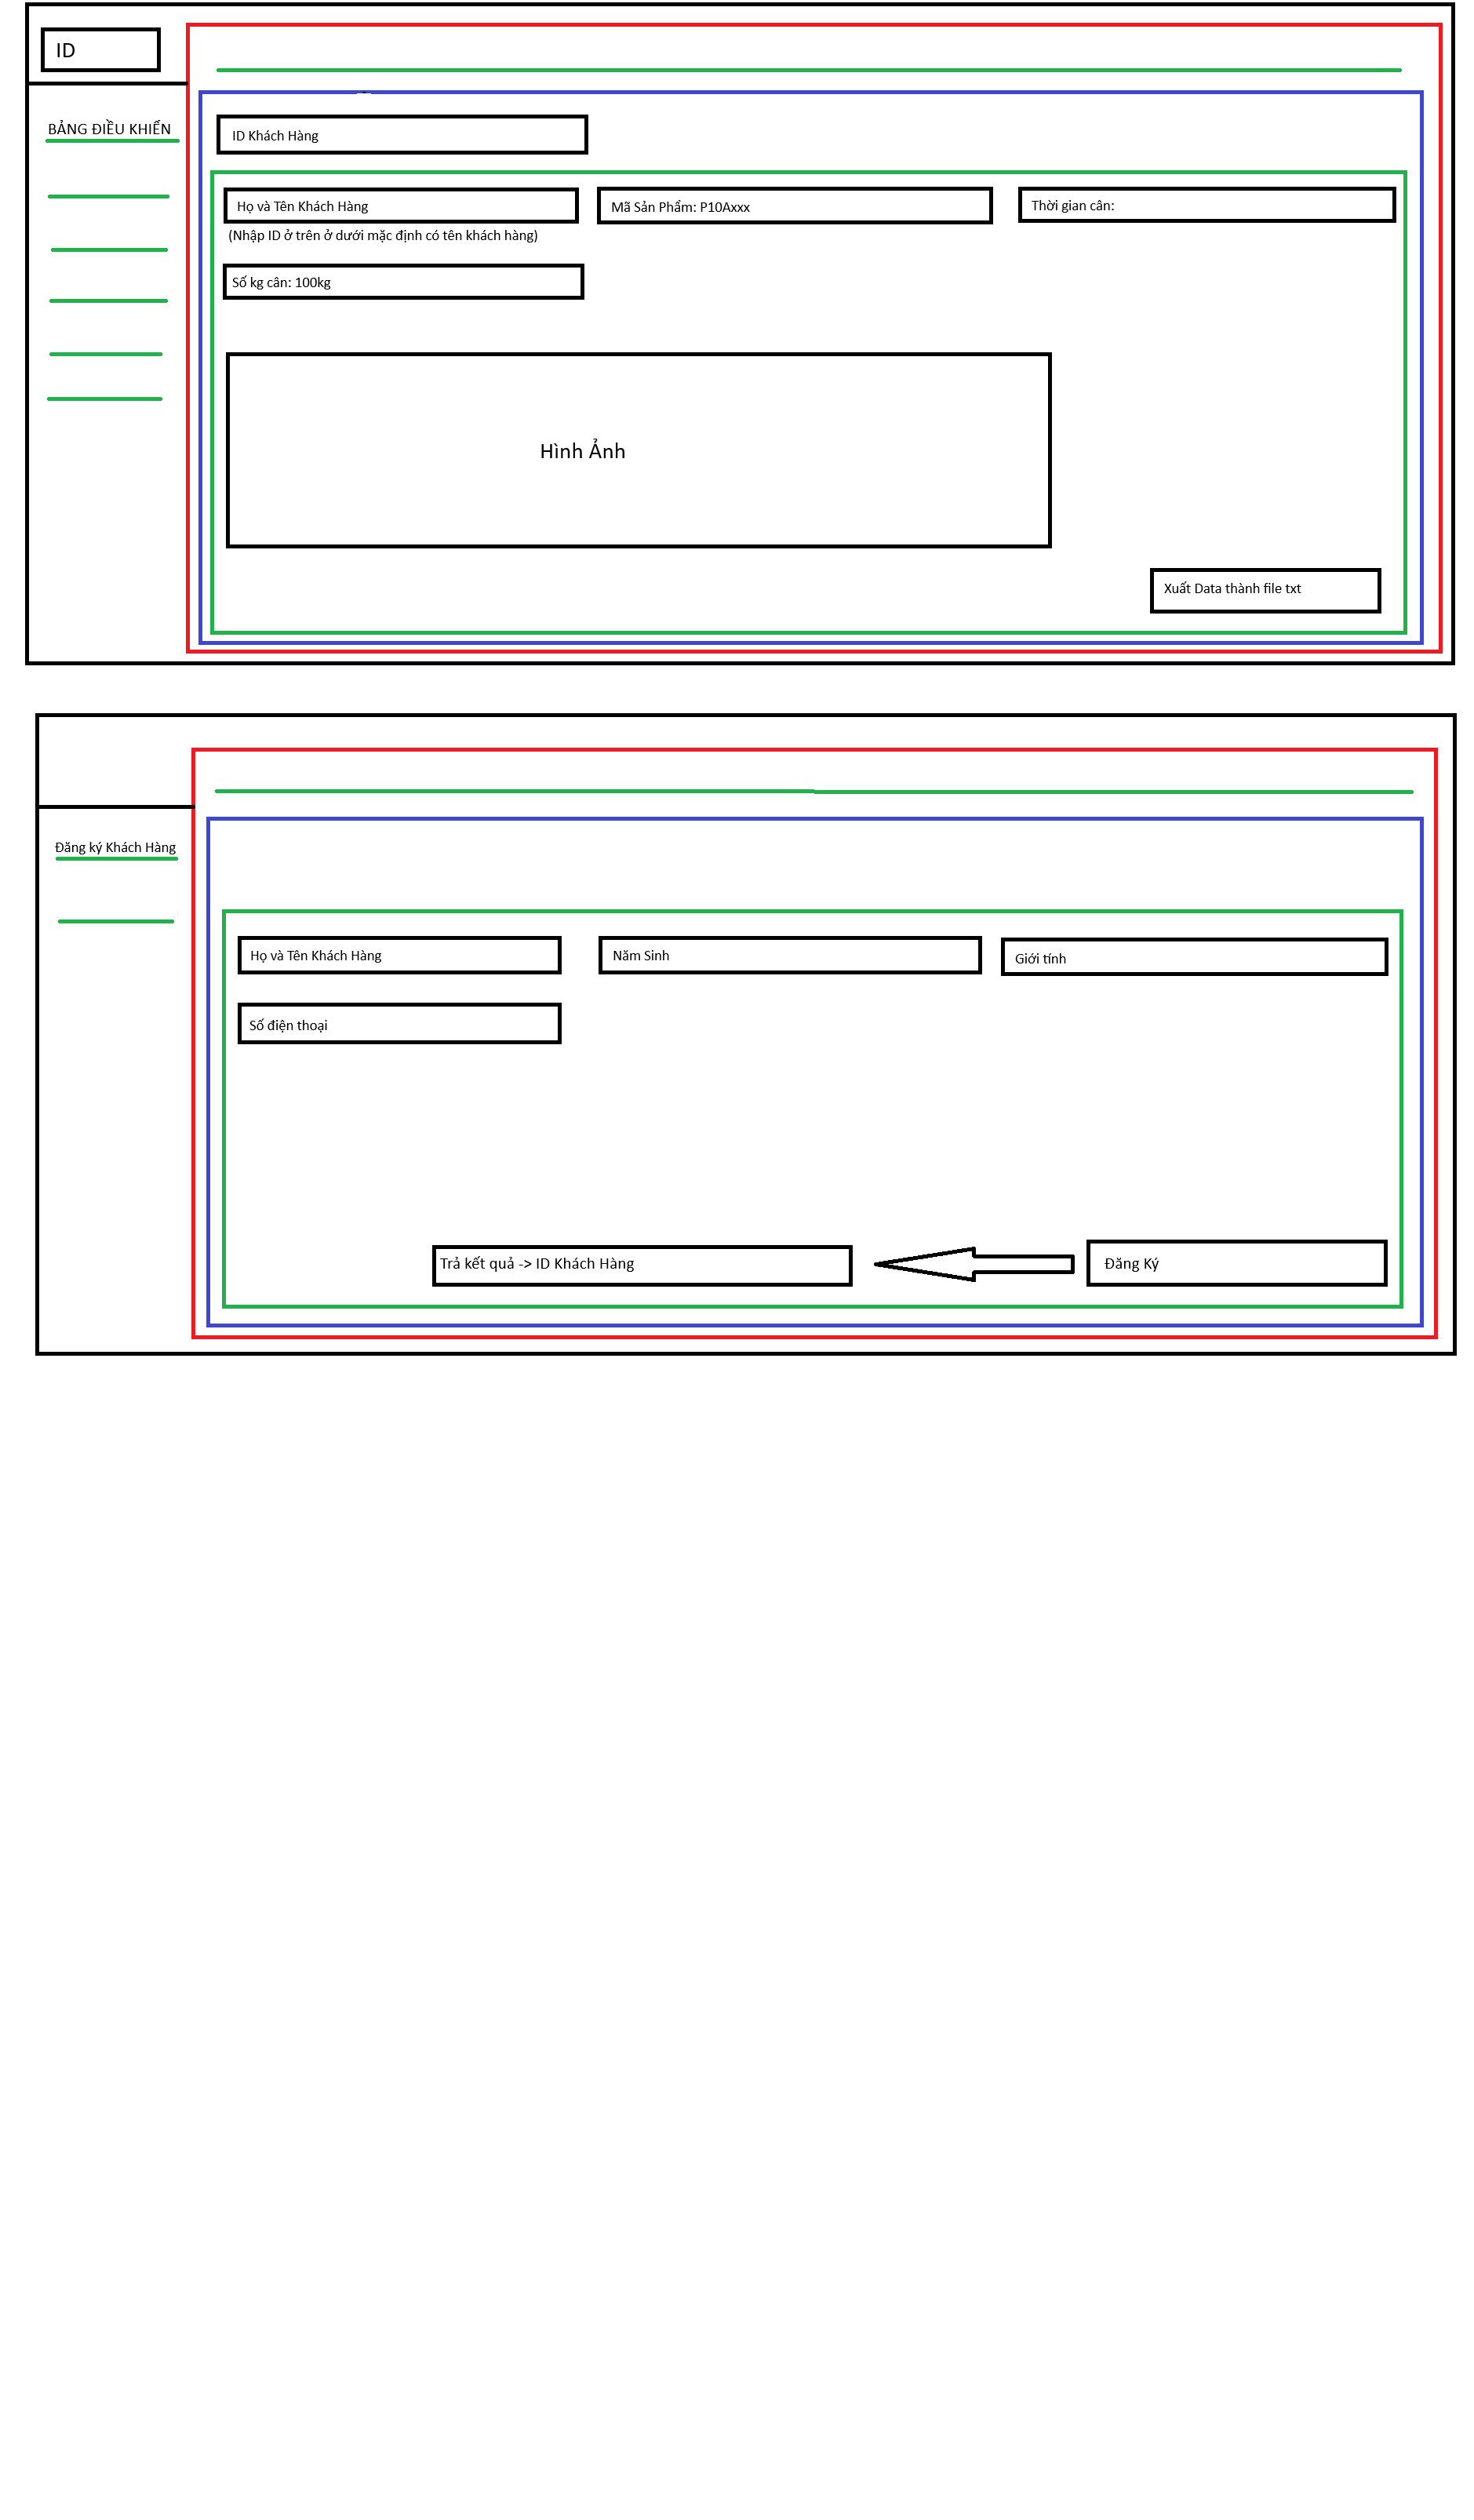 ID
BẢNG ĐIỀU KHIỂN
ID Khách Hàng
Họ và Tên Khách Hàng
Mã Sản Phẩm: P10Axxx
Thời gian cân:
(Nhập ID ở trên ở dưới mặc định có tên khách hàng)
Số kg cân: 100kg
Hình Ảnh
Xuất Data thành file txt
Đăng ký Khách Hàng
Họ và Tên Khách Hàng
Năm Sinh
Giới tính
Số điện thoại
Trả kết quả -> ID Khách Hàng
Đăng Ký